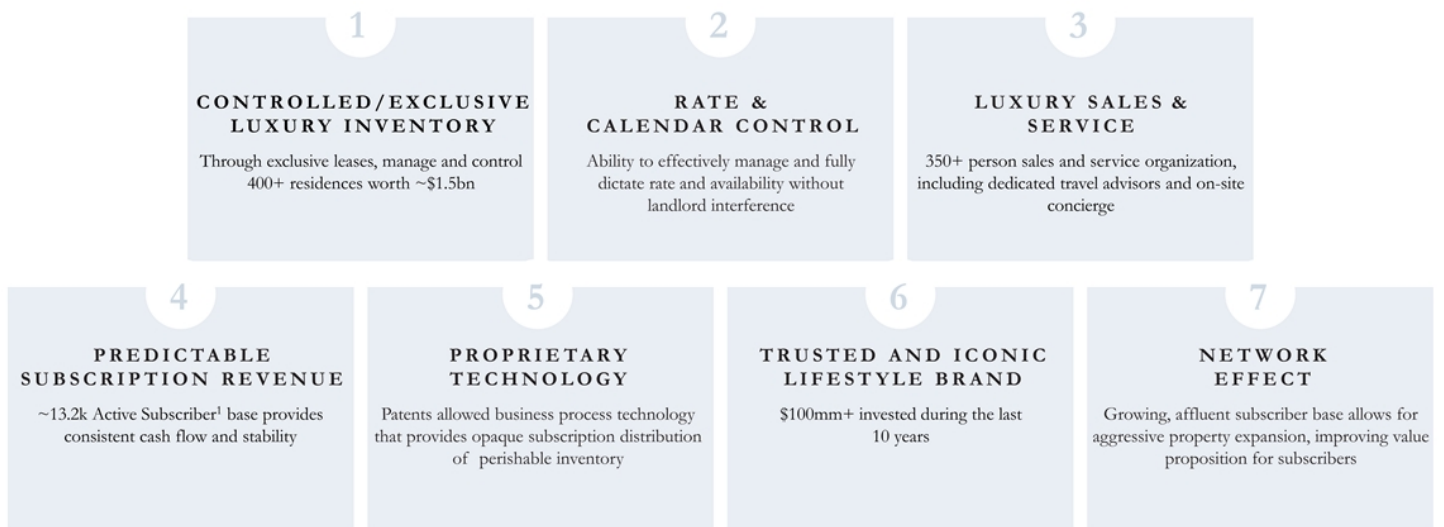 1
CONTROLLED/EXCLUSIVE
LUXURY INVENTORY
Through exclusive leases, manage and control
400+ residences worth ~$1.5bn
2
RATE &
CALENDAR CONTROL
Ability to effectively manage and fully
dictate rate and availability without
landlord interference
3
LUXURY SALES &
SERVICE
350+ person sales and service organization,
including dedicated travel advisors and on-site
concierge
4
PREDICTABLE
SUBSCRIPTION REVENUE
~13.2k Active Subscriber¹ base provides
consistent cash flow and stability
5
PROPRIETARY
TECHNOLOGY
Patents allowed business process technology
that provides opaque subscription distribution
of perishable inventory
6
TRUSTED AND ICONIC
LIFESTYLE BRAND
$100mm+ invested during the last
10 years
7
NETWORK
EFFECT
Growing, affluent subscriber base allows for
aggressive property expansion, improving value
proposition for subscribers